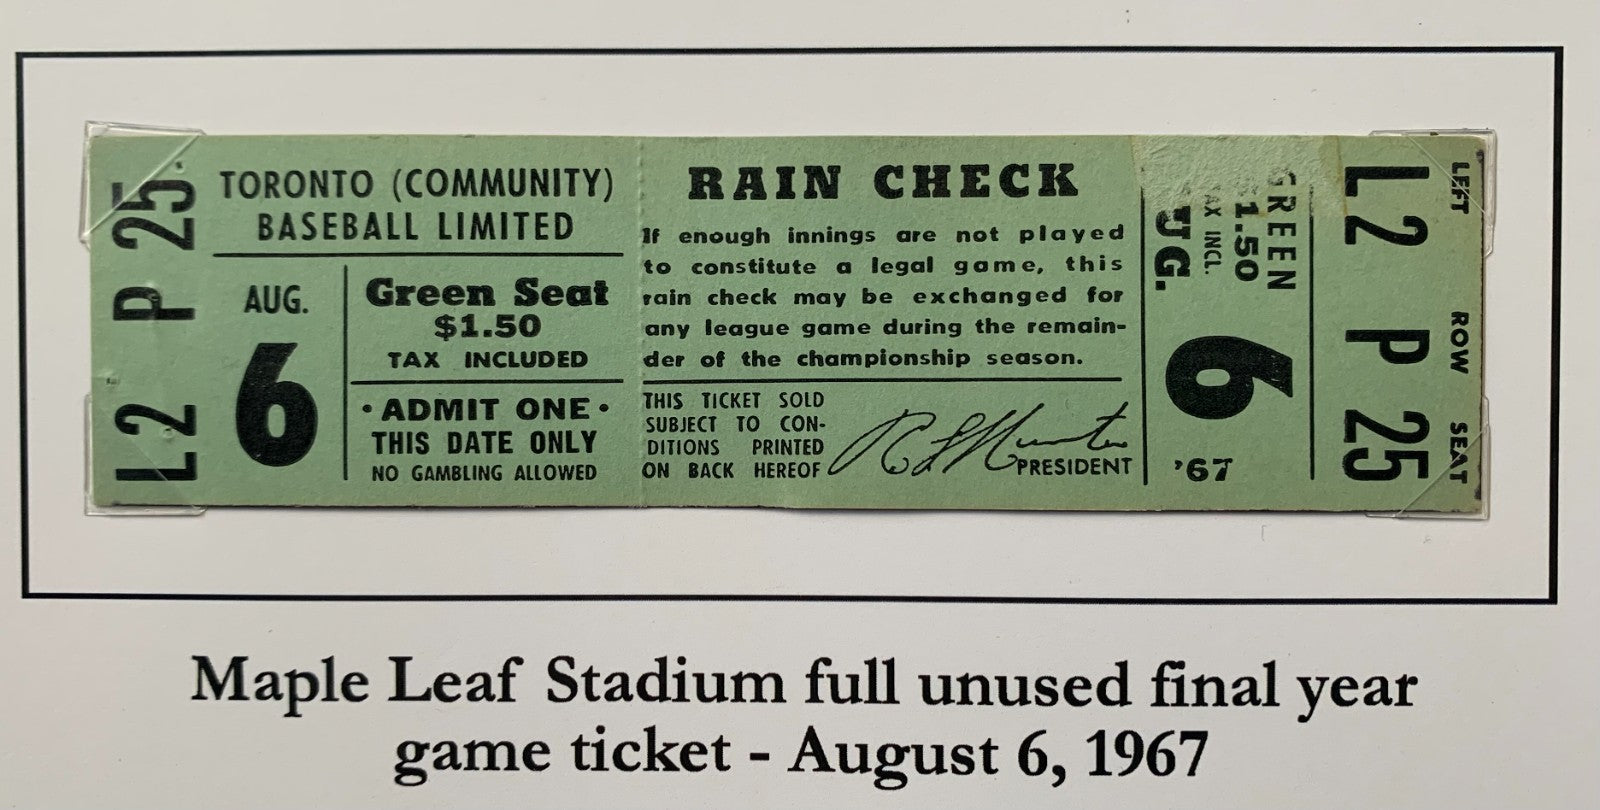 L2 P 25.
TORONTO (COMMUNITY)
BASEBALL LIMITED
AUG.
6
Green Seat
$1.50
TAX INCLUDED
• ADMIT ONE •
THIS DATE ONLY
NO GAMBLING ALLOWED
RAIN CHECK
If enough innings are not played
to constitute a legal game, this
rain check may be exchanged for
any league game during the remain-
der of the championship season.
THIS TICKET SOLD
SUBJECT TO CON-
DITIONS PRINTED
ON BACK HEREOF
PRESIDENT
GREEN
$1.50
TAX INCL.
AUG.
6
'67
L2 P 25
LEFT ROW SEAT
Maple Leaf Stadium full unused final year
game ticket - August 6, 1967